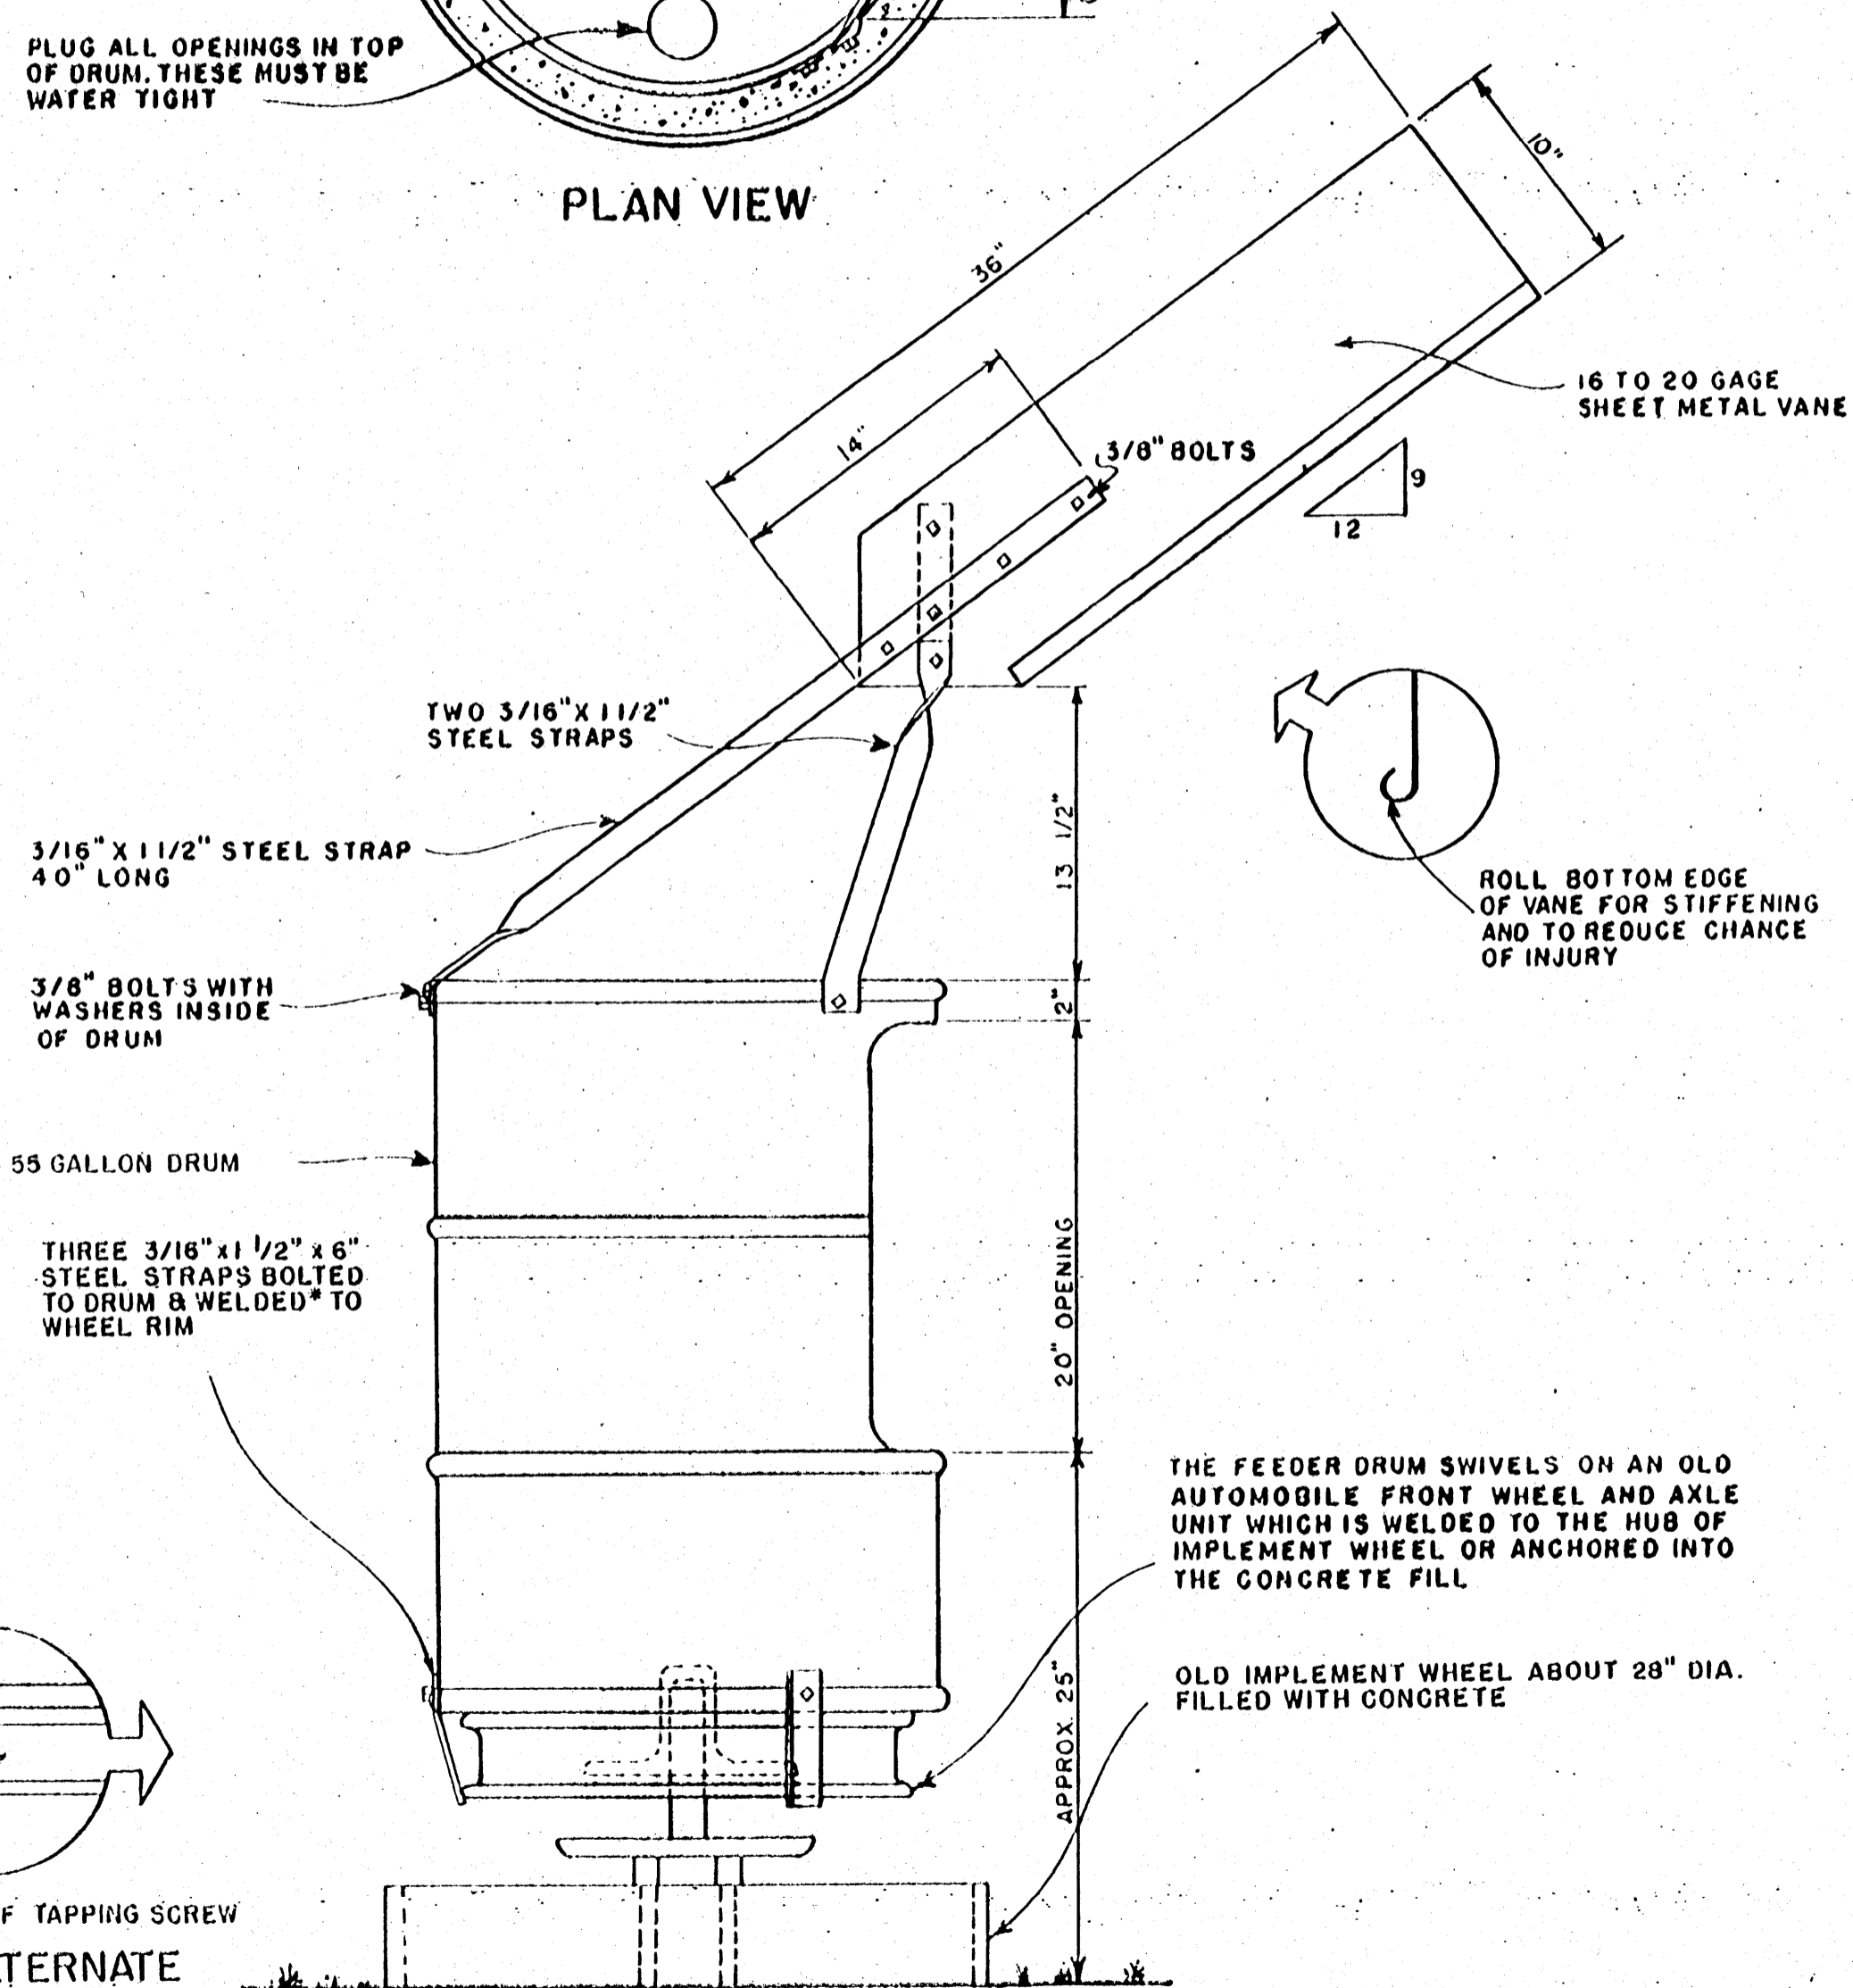 PLUG ALL OPENINGS IN TOP
OF DRUM. THESE MUST BE
WATER TIGHT
PLAN VIEW
36"
10"
14"
3/8" BOLTS
16 TO 20 GAGE
SHEET METAL VANE
9
12
TWO 3/16" X 1 1/2"
STEEL STRAPS
3/16" X 1 1/2" STEEL STRAP
40" LONG
13 1/2"
ROLL BOTTOM EDGE
OF VANE FOR STIFFENING
AND TO REDUCE CHANCE
OF INJURY
3/8" BOLTS WITH
WASHERS INSIDE
OF DRUM
2"
55 GALLON DRUM
20" OPENING
THREE 3/16" x 1 1/2" x 6"
STEEL STRAPS BOLTED
TO DRUM & WELDED* TO
WHEEL RIM
THE FEEDER DRUM SWIVELS ON AN OLD
AUTOMOBILE FRONT WHEEL AND AXLE
UNIT WHICH IS WELDED TO THE HUB OF
IMPLEMENT WHEEL OR ANCHORED INTO
THE CONCRETE FILL
OLD IMPLEMENT WHEEL ABOUT 28" DIA.
FILLED WITH CONCRETE
APPROX. 25"
F TAPPING SCREW
TERNATE